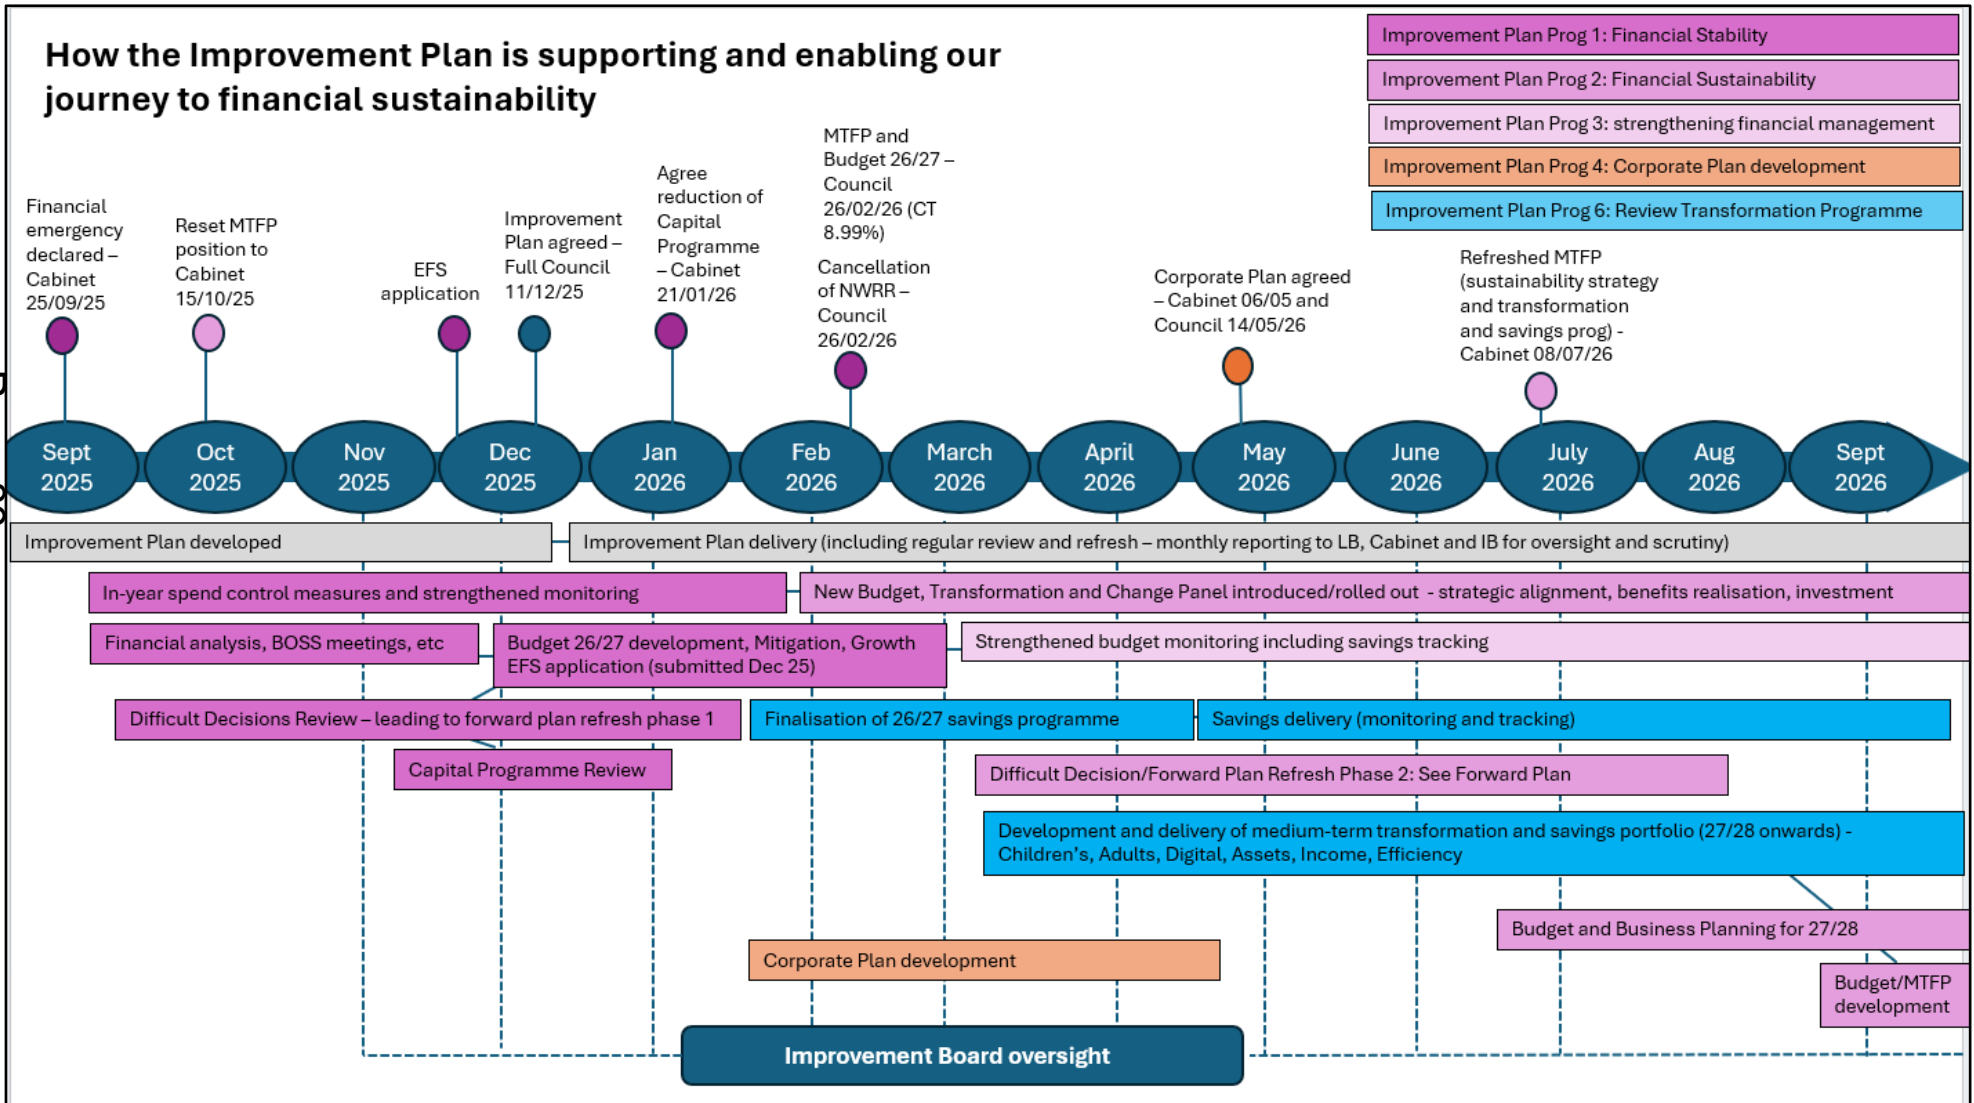 How the Improvement Plan is supporting and enabling our
journey to financial sustainability
Improvement Plan Prog 1: Financial Stability
Improvement Plan Prog 2: Financial Sustainability
Improvement Plan Prog 3: strengthening financial management
Improvement Plan Prog 4: Corporate Plan development
Improvement Plan Prog 6: Review Transformation Programme
Financial
emergency
declared –
Cabinet
25/09/25
Reset MTFP
position to
Cabinet
15/10/25
EFS
application
Improvement
Plan agreed –
Full Council
11/12/25
Agree
reduction of
Capital
Programme
– Cabinet
21/01/26
MTFP and
Budget 26/27 –
Council
26/02/26 (CT
8.99%)
Cancellation
of NWRR –
Council
26/02/26
Corporate Plan agreed
– Cabinet 06/05 and
Council 14/05/26
Refreshed MTFP
(sustainability strategy
and transformation
and savings prog) -
Cabinet 08/07/26
Sept
2025
Oct
2025
Nov
2025
Dec
2025
Jan
2026
Feb
2026
March
2026
April
2026
May
2026
June
2026
July
2026
Aug
2026
Sept
2026
Improvement Plan developed
Improvement Plan delivery (including regular review and refresh – monthly reporting to LB, Cabinet and IB for oversight and scrutiny)
In-year spend control measures and strengthened monitoring
New Budget, Transformation and Change Panel introduced/rolled out - strategic alignment, benefits realisation, investment
Financial analysis, BOSS meetings, etc
Budget 26/27 development, Mitigation, Growth
EFS application (submitted Dec 25)
Strengthened budget monitoring including savings tracking
Difficult Decisions Review – leading to forward plan refresh phase 1
Finalisation of 26/27 savings programme
Savings delivery (monitoring and tracking)
Capital Programme Review
Difficult Decision/Forward Plan Refresh Phase 2: See Forward Plan
Development and delivery of medium-term transformation and savings portfolio (27/28 onwards) -
Children's, Adults, Digital, Assets, Income, Efficiency
Budget and Business Planning for 27/28
Corporate Plan development
Budget/MTFP
development
Improvement Board oversight